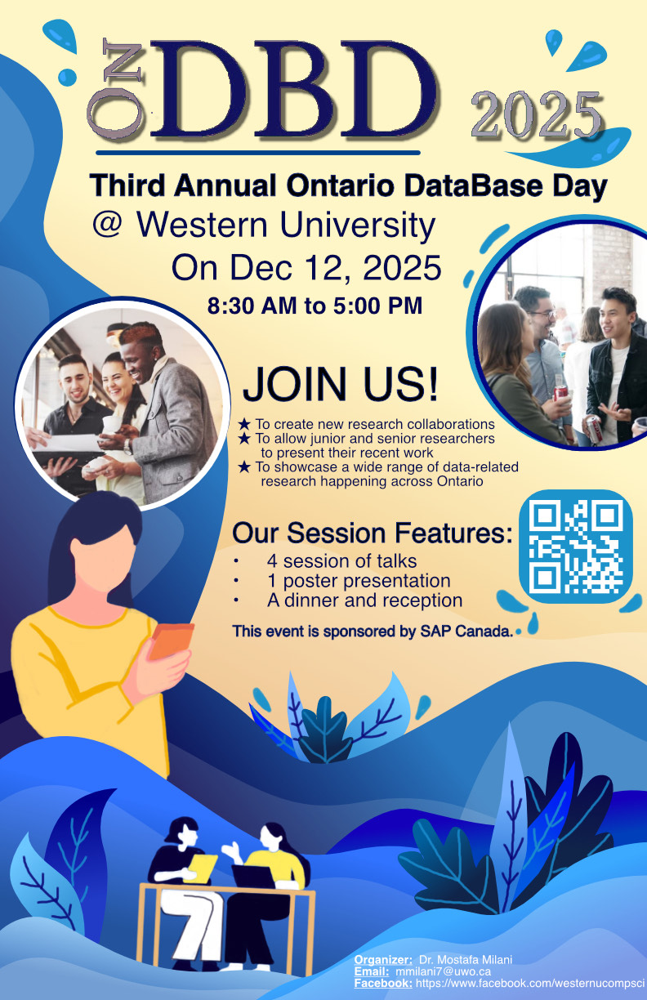 ON DBD 2025
Third Annual Ontario DataBase Day
@ Western University
On Dec 12, 2025
8:30 AM to 5:00 PM
JOIN US!
★ To create new research collaborations
★ To allow junior and senior researchers
to present their recent work
★ To showcase a wide range of data-related
research happening across Ontario
Our Session Features:
• 4 session of talks
• 1 poster presentation
• A dinner and reception
This event is sponsored by SAP Canada.
Organizer: Dr. Mostafa Milani
Email: mmilani7@uwo.ca
Facebook: https://www.facebook.com/westernucompsci